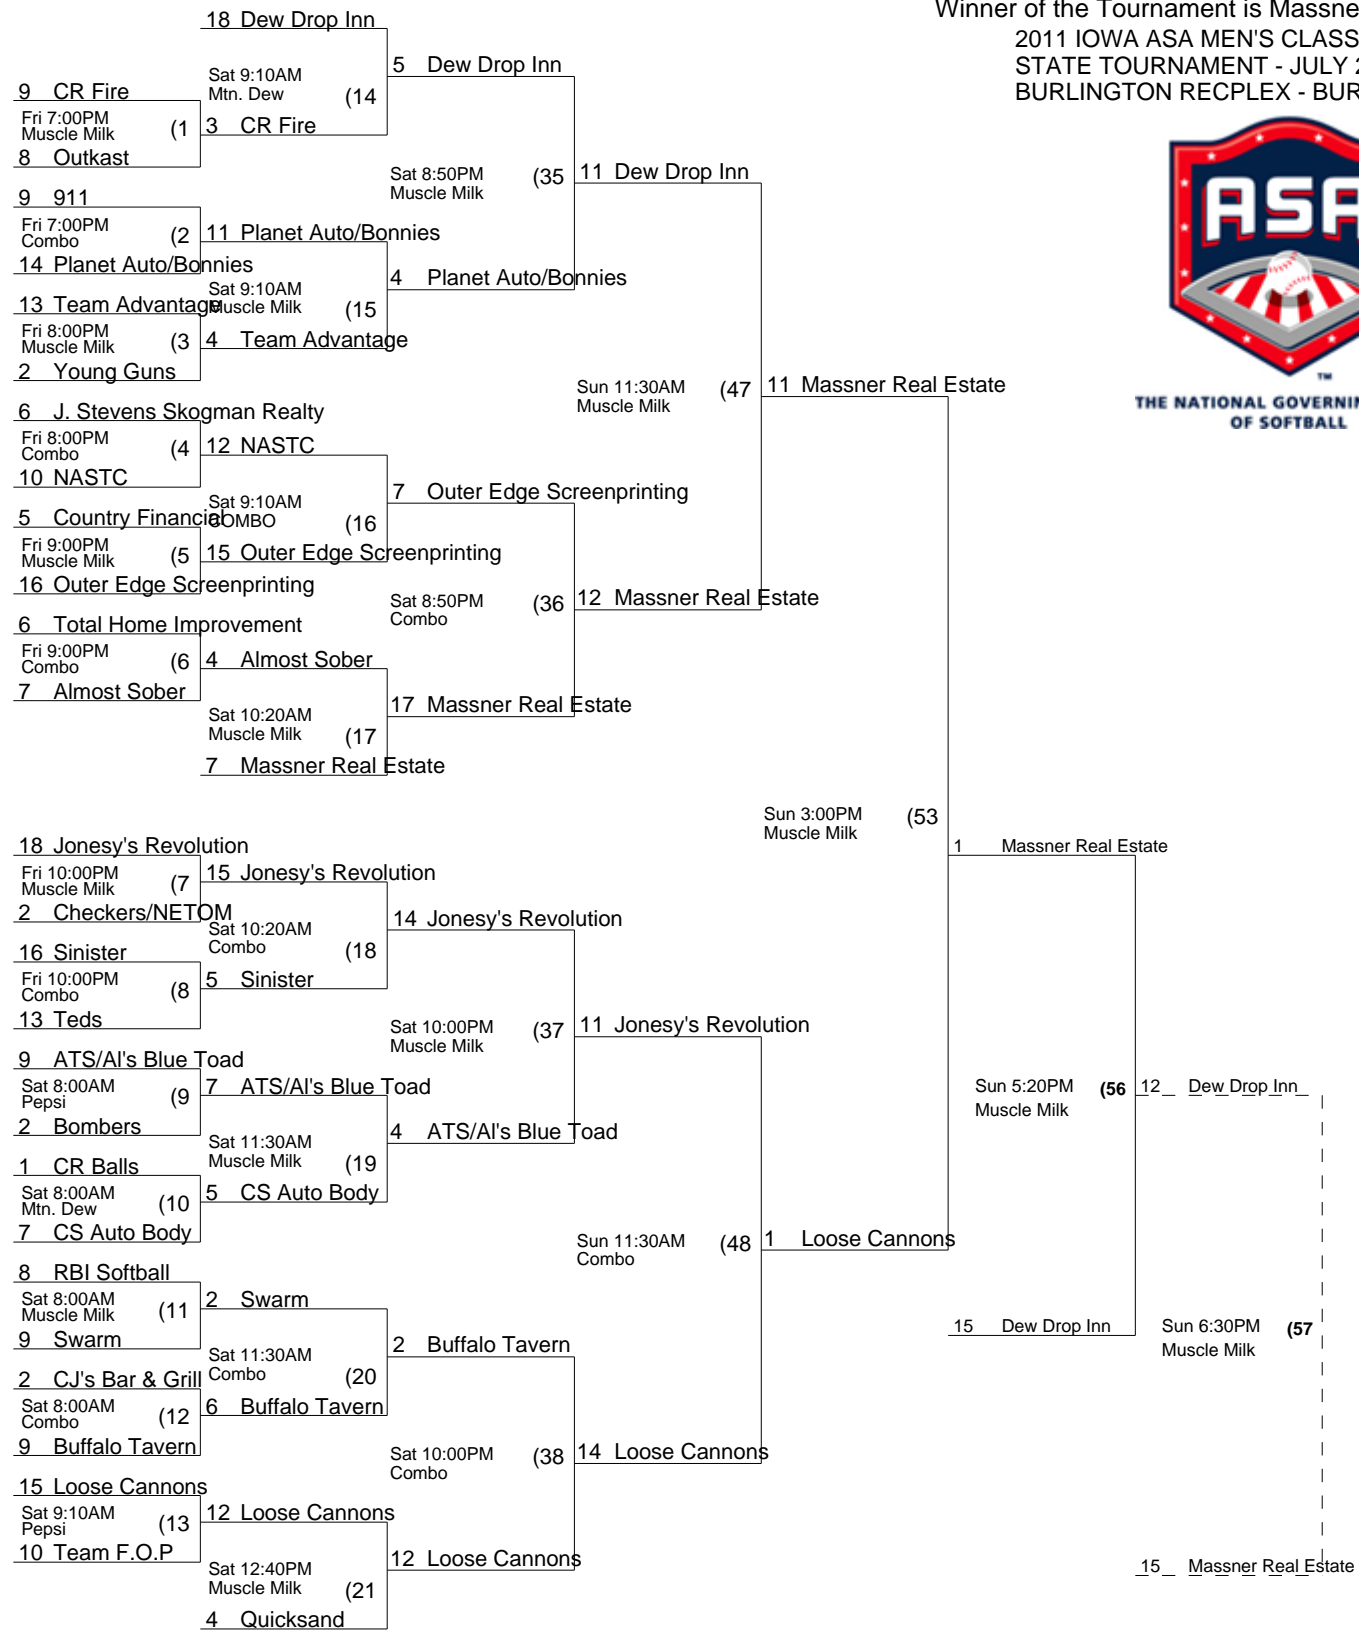 Winner of the Tournament is Massne
2011 IOWA ASA MEN'S CLASS
STATE TOURNAMENT - JULY 2
BURLINGTON RECPLEX - BUR
ASA
TM
THE NATIONAL GOVERNIN
OF SOFTBALL
18 Dew Drop Inn
Sat 9:10AM
Mtn. Dew (14
5 Dew Drop Inn
9 CR Fire
Fri 7:00PM
Muscle Milk (1
3 CR Fire
8 Outkast
Sat 8:50PM
Muscle Milk (35
11 Dew Drop Inn
9 911
Fri 7:00PM
Combo (2
11 Planet Auto/Bonnies
14 Planet Auto/Bonnies
Sat 9:10AM
Muscle Milk (15
4 Planet Auto/Bonnies
13 Team Advantage
Fri 8:00PM
Muscle Milk (3
4 Team Advantage
2 Young Guns
Sun 11:30AM
Muscle Milk (47
11 Massner Real Estate
6 J. Stevens Skogman Realty
Fri 8:00PM
Combo (4
12 NASTC
10 NASTC
Sat 9:10AM
COMBO (16
7 Outer Edge Screenprinting
5 Country Financial
Fri 9:00PM
Muscle Milk (5
15 Outer Edge Screenprinting
16 Outer Edge Screenprinting
Sat 8:50PM
Combo (36
12 Massner Real Estate
6 Total Home Improvement
Fri 9:00PM
Combo (6
4 Almost Sober
7 Almost Sober
Sat 10:20AM
Muscle Milk (17
17 Massner Real Estate
7 Massner Real Estate
Sun 3:00PM
Muscle Milk (53
1 Massner Real Estate
18 Jonesy's Revolution
Fri 10:00PM
Muscle Milk (7
15 Jonesy's Revolution
2 Checkers/NETOM
Sat 10:20AM
Combo (18
14 Jonesy's Revolution
16 Sinister
Fri 10:00PM
Combo (8
5 Sinister
13 Teds
Sat 10:00PM
Muscle Milk (37
11 Jonesy's Revolution
9 ATS/Al's Blue Toad
Sat 8:00AM
Pepsi (9
7 ATS/Al's Blue Toad
2 Bombers
Sat 11:30AM
Muscle Milk (19
4 ATS/Al's Blue Toad
1 CR Balls
Sat 8:00AM
Mtn. Dew (10
5 CS Auto Body
7 CS Auto Body
Sun 5:20PM
Muscle Milk (56
12 Dew Drop Inn
Sun 11:30AM
Combo (48
1 Loose Cannons
8 RBI Softball
Sat 8:00AM
Muscle Milk (11
2 Swarm
9 Swarm
Sat 11:30AM
Combo (20
2 Buffalo Tavern
15 Dew Drop Inn
Sun 6:30PM
Muscle Milk (57
2 CJ's Bar & Grill
Sat 8:00AM
Combo (12
6 Buffalo Tavern
9 Buffalo Tavern
Sat 10:00PM
Combo (38
14 Loose Cannons
15 Loose Cannons
Sat 9:10AM
Pepsi (13
12 Loose Cannons
10 Team F.O.P
Sat 12:40PM
Muscle Milk (21
12 Loose Cannons
4 Quicksand
15 Massner Real Estate